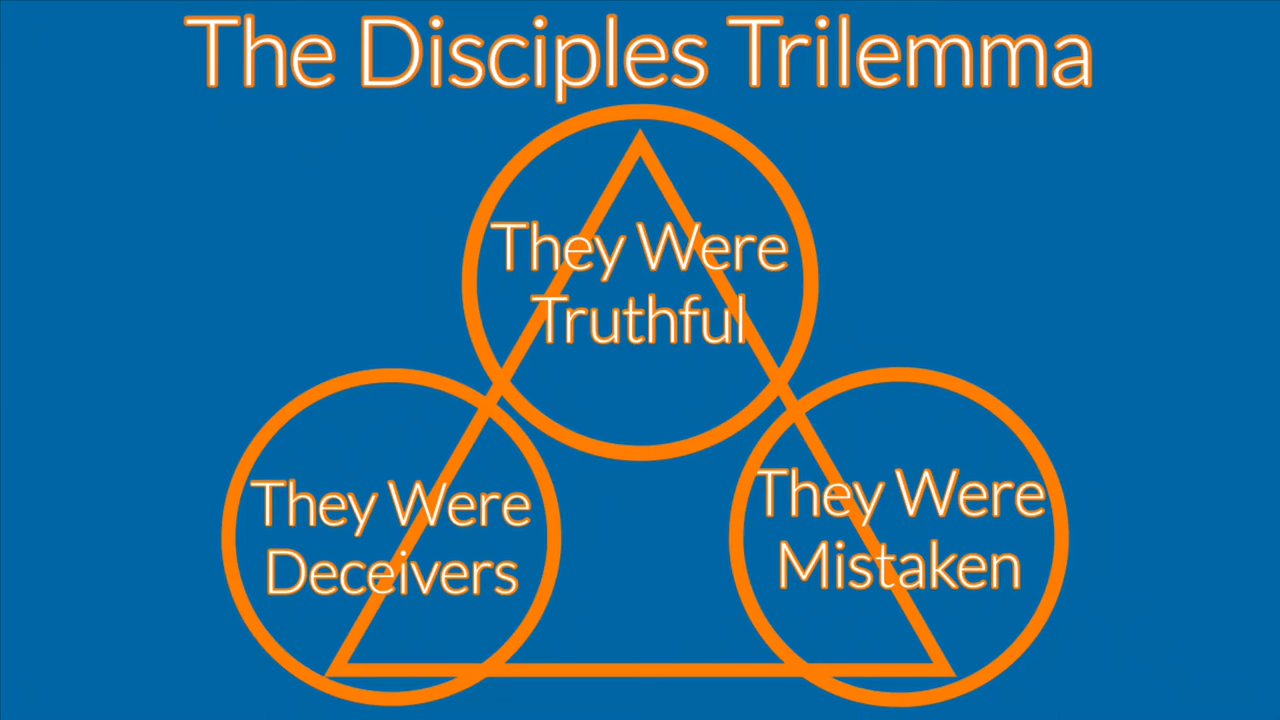 The Disciples Trilemma
They Were
Truthful
They Were
Deceivers
They Were
Mistaken